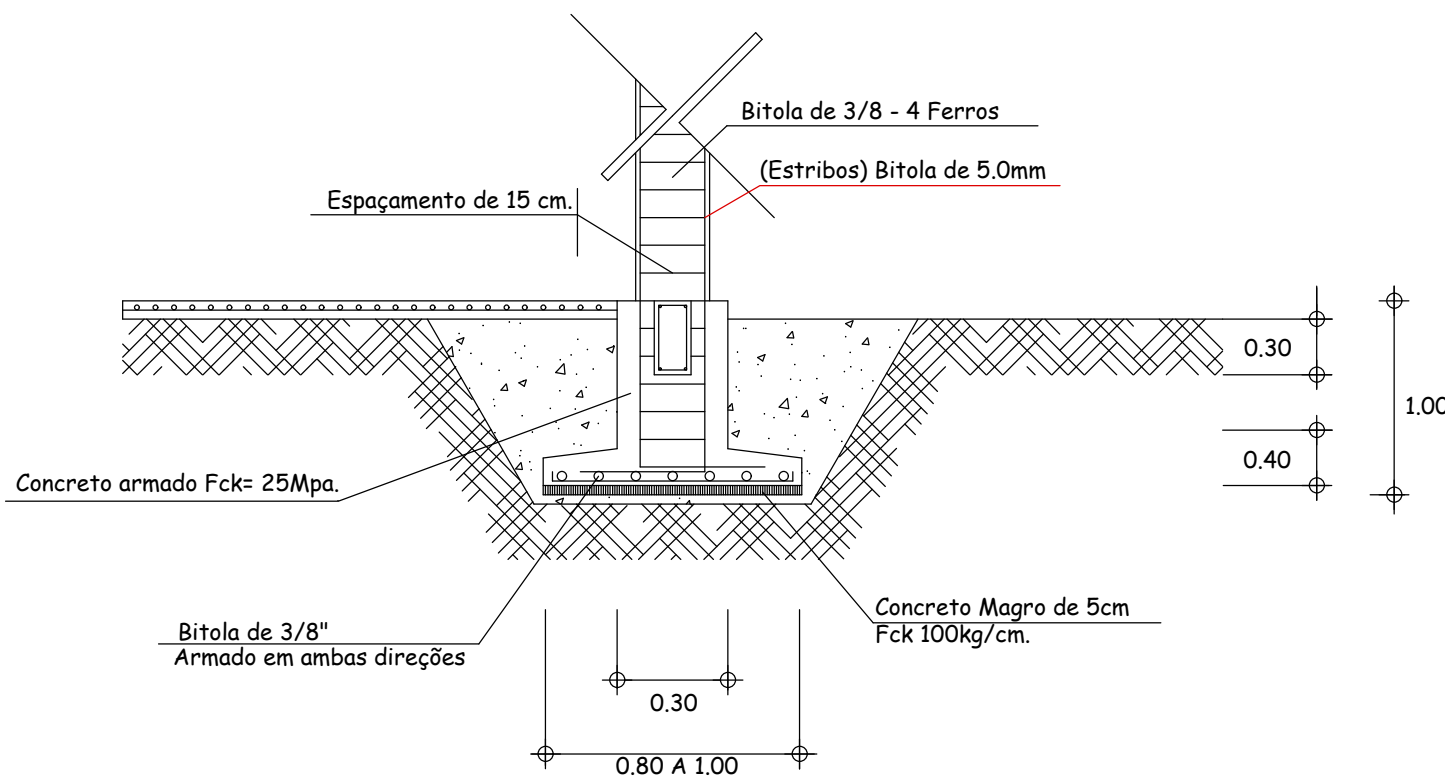 Bitola de 3/8 - 4 Ferros
(Estribos) Bitola de 5.0mm
Espaçamento de 15 cm.
0.30
1.00
0.40
Concreto armado Fck= 25Mpa.
Concreto Magro de 5cm
Fck 100kg/cm.
Bitola de 3/8"
Armado em ambas direções
0.30
0.80 A 1.00